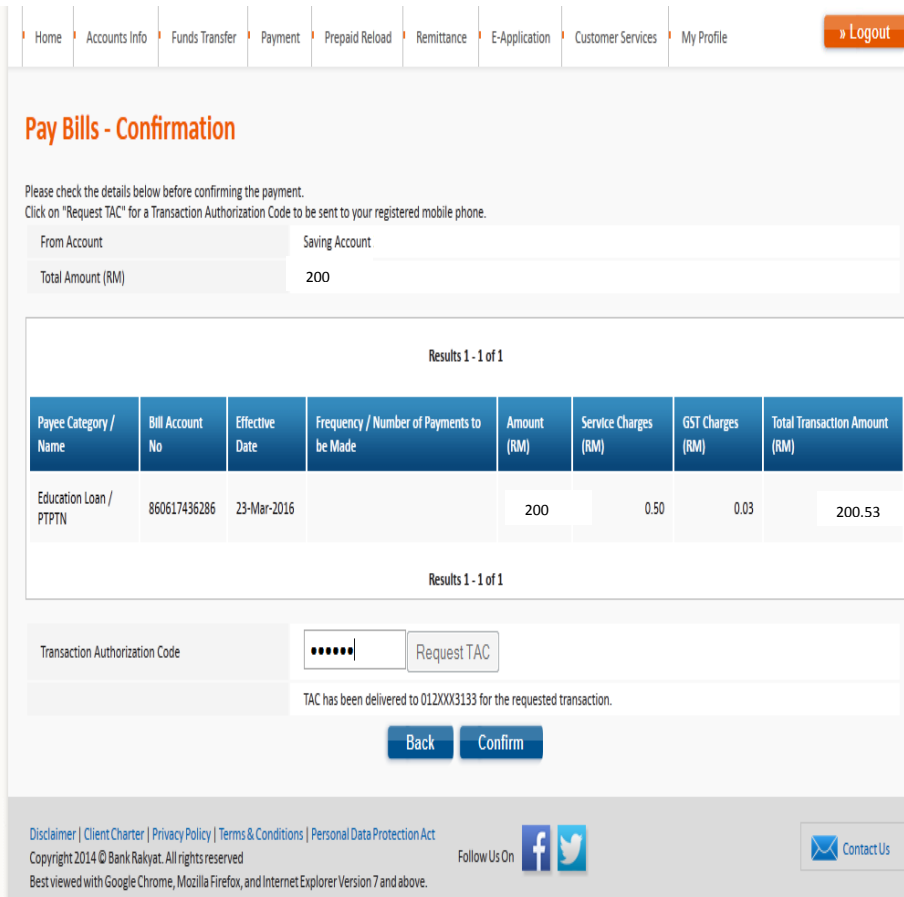 Home Accounts Info Funds Transfer Payment Prepaid Reload Remittance E-Application Customer Services My Profile » Logout
Pay Bills - Confirmation
Please check the details below before confirming the payment.
Click on "Request TAC" for a Transaction Authorization Code to be sent to your registered mobile phone.
From Account Saving Account
Total Amount (RM) 200
Results 1 - 1 of 1
Payee Category / Name Bill Account No Effective Date Frequency / Number of Payments to be Made Amount (RM) Service Charges (RM) GST Charges (RM) Total Transaction Amount (RM)
Education Loan / PTPTN 860617436286 23-Mar-2016 200 0.50 0.03 200.53
Results 1 - 1 of 1
Transaction Authorization Code •••••• Request TAC
TAC has been delivered to 012XXX3133 for the requested transaction.
Back Confirm
Disclaimer | Client Charter | Privacy Policy | Terms & Conditions | Personal Data Protection Act
Copyright 2014 © Bank Rakyat. All rights reserved
Best viewed with Google Chrome, Mozilla Firefox, and Internet Explorer Version 7 and above.
Follow Us On
Contact Us